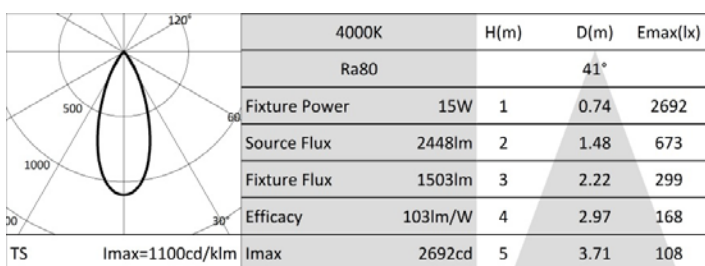 120°
500
60
1000
00
30°
TS Imax=1100cd/klm
4000K H(m) D(m) Emax(lx)
Ra80 41°
Fixture Power 15W 1 0.74 2692
Source Flux 2448lm 2 1.48 673
Fixture Flux 1503lm 3 2.22 299
Efficacy 103lm/W 4 2.97 168
Imax 2692cd 5 3.71 108